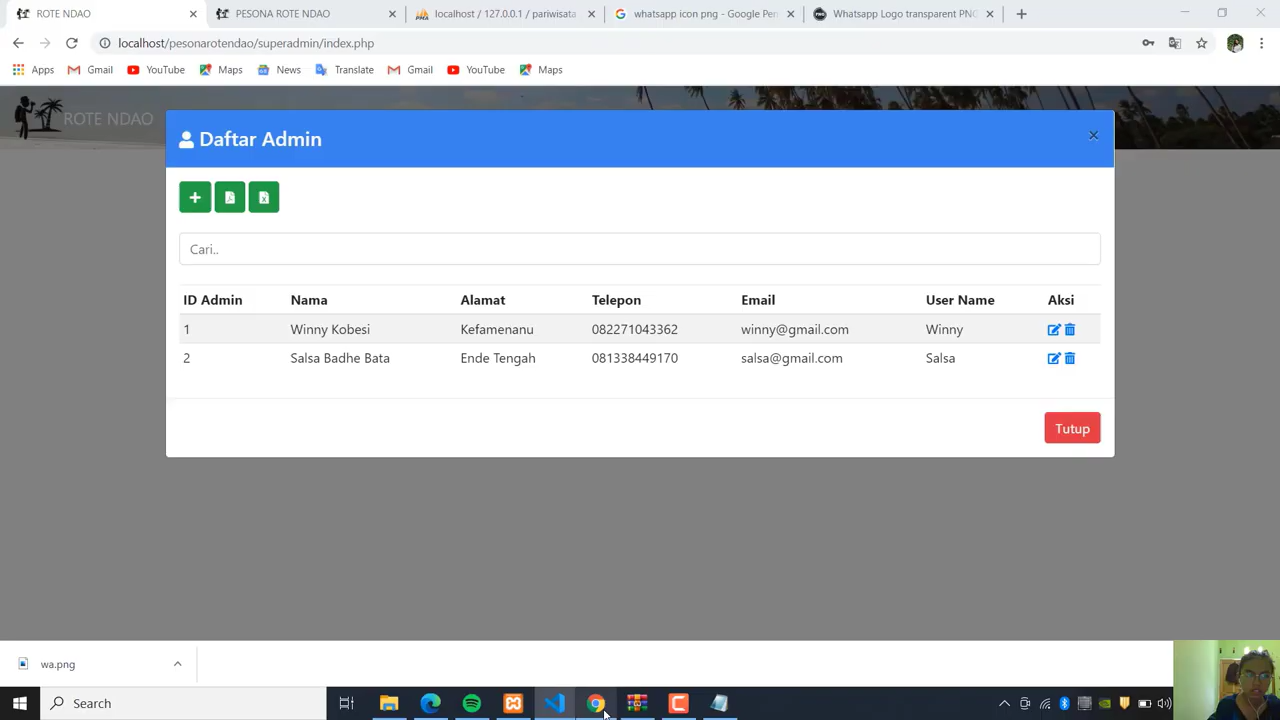 ROTE NDAO
PESONA ROTE NDAO
localhost / 127.0.0.1 / pariwisata
whatsapp icon png - Google Pen
Whatsapp Logo transparent PNG
localhost/pesonarotendao/superadmin/index.php
Apps Gmail YouTube Maps News Translate Gmail YouTube Maps
ROTE NDAO
Daftar Admin
Cari..
ID Admin Nama Alamat Telepon Email User Name Aksi
1 Winny Kobesi Kefamenanu 082271043362 winny@gmail.com Winny
2 Salsa Badhe Bata Ende Tengah 081338449170 salsa@gmail.com Salsa
Tutup
wa.png
Search